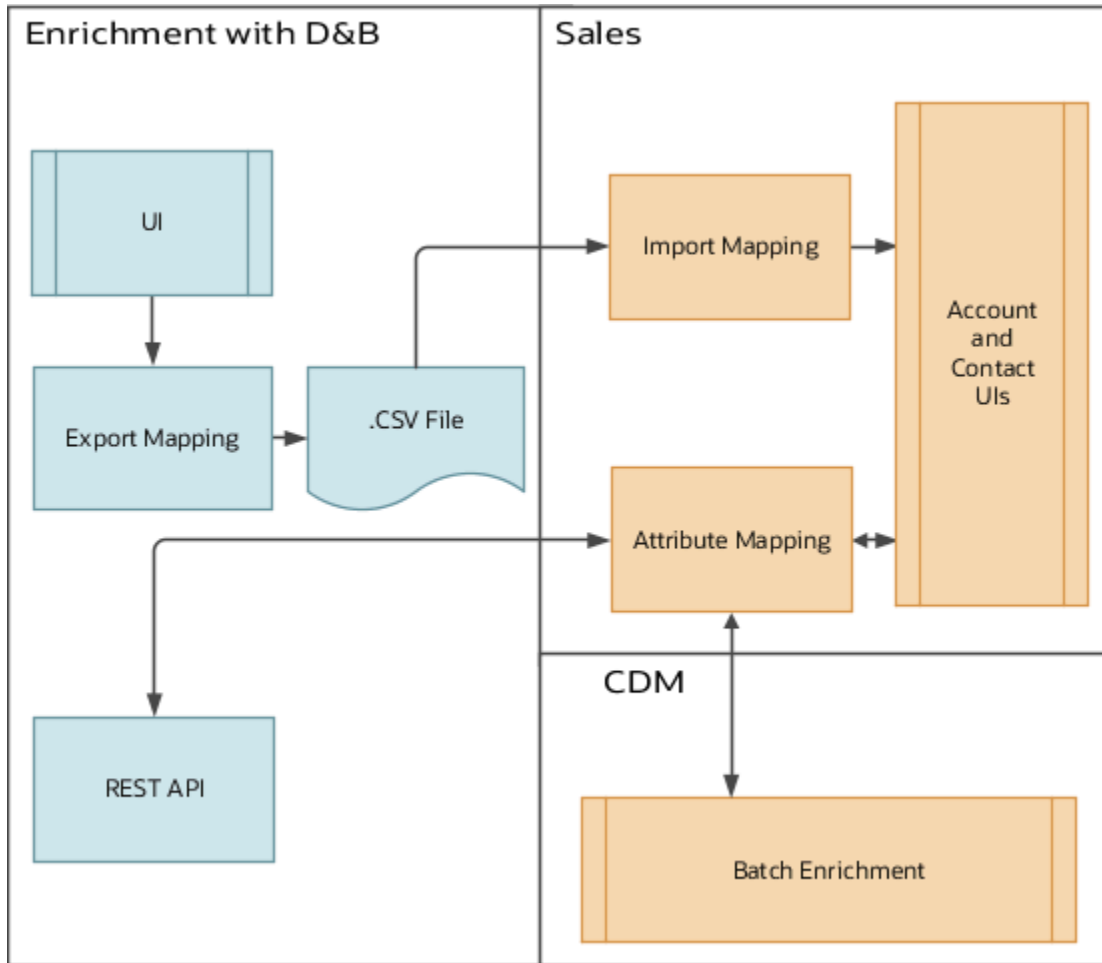 Enrichment with D&B
Sales
UI
Import Mapping
Account
and
Contact
UIs
Export Mapping
.CSV File
Attribute Mapping
CDM
REST API
Batch Enrichment